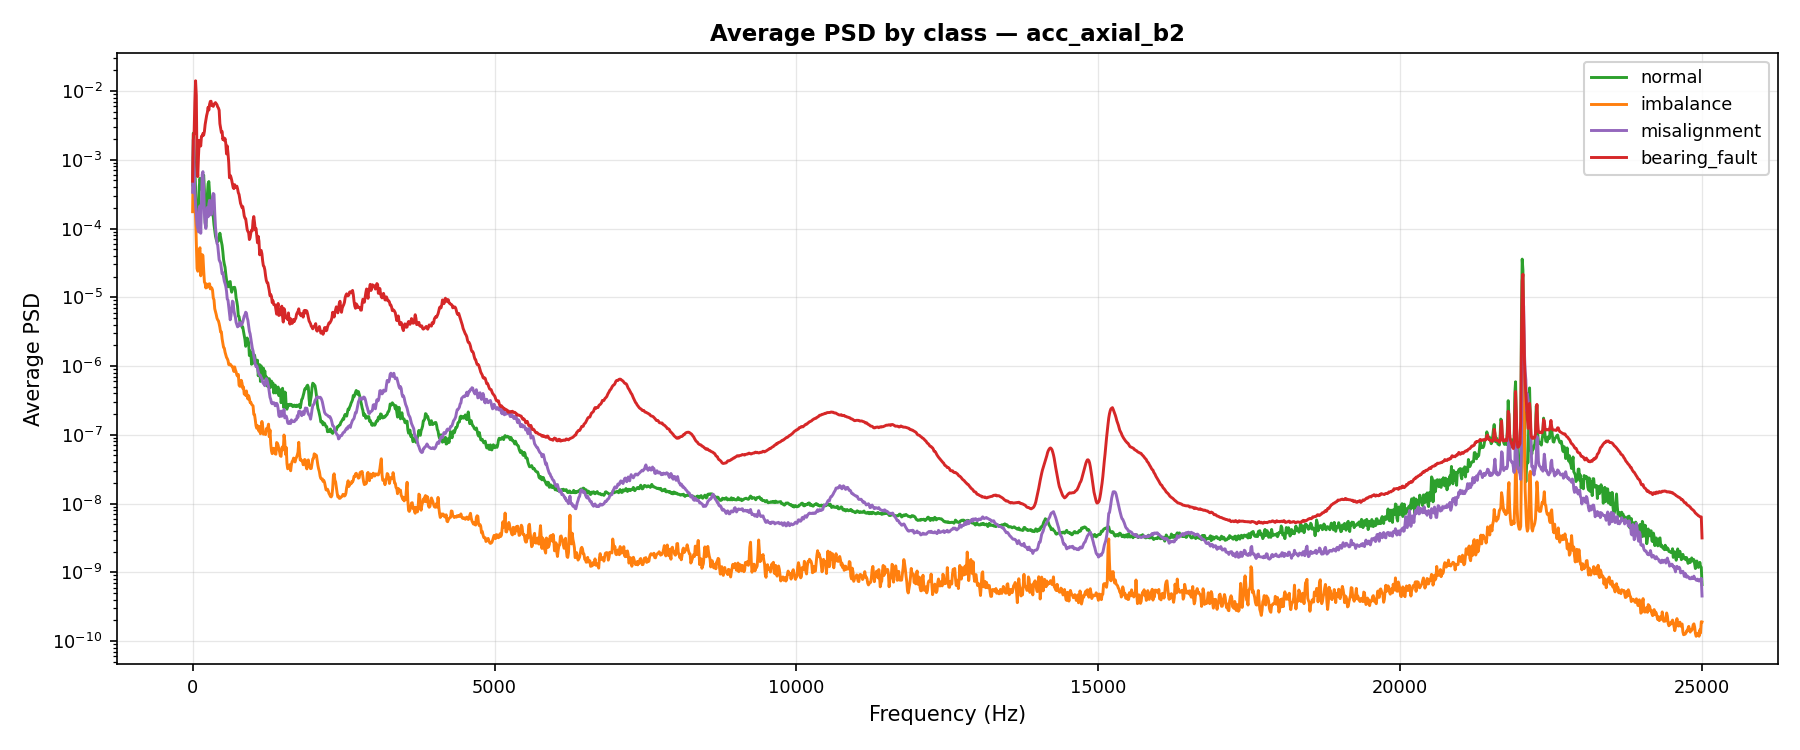 Average PSD by class — acc_axial_b2
normal
imbalance
misalignment
bearing_fault
Average PSD
10⁻²
10⁻³
10⁻⁴
10⁻⁵
10⁻⁶
10⁻⁷
10⁻⁸
10⁻⁹
10⁻¹⁰
0 5000 10000 15000 20000 25000
Frequency (Hz)